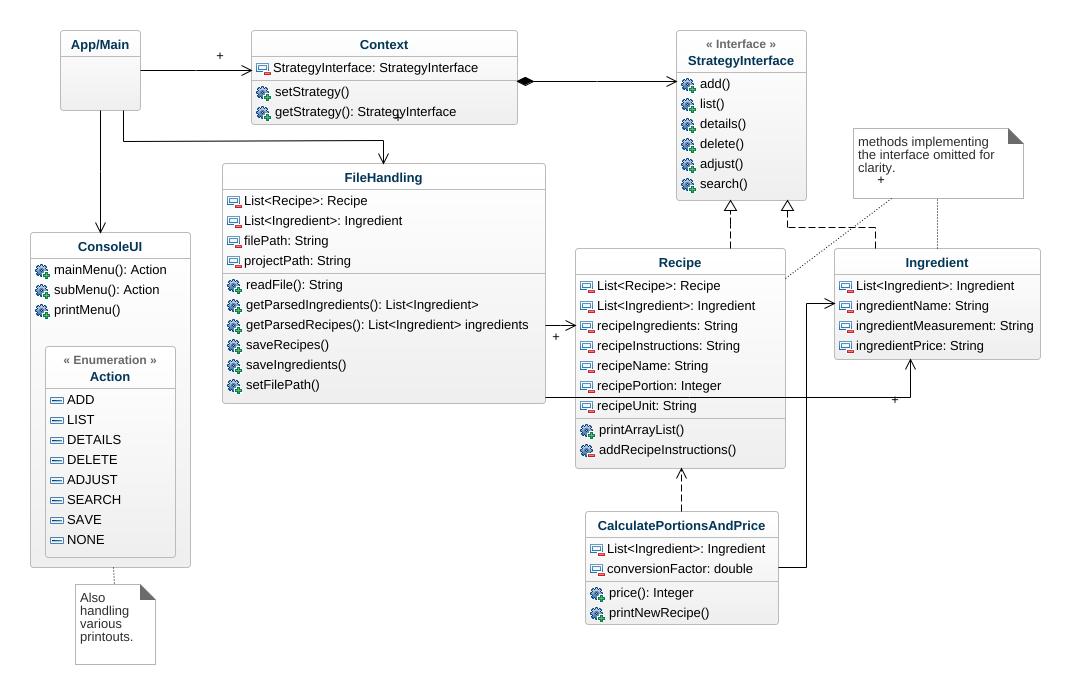 App/Main
+
Context
StrategyInterface: StrategyInterface
setStrategy()
getStrategy(): StrategyInterface
+
« Interface »
StrategyInterface
add()
list()
details()
delete()
adjust()
search()
methods implementing
the interface omitted for
clarity.
+
FileHandling
List<Recipe>: Recipe
List<Ingredient>: Ingredient
filePath: String
projectPath: String
readFile(): String
getParsedIngredients(): List<Ingredient>
getParsedRecipes(): List<Ingredient> ingredients
saveRecipes()
saveIngredients()
setFilePath()
+
ConsoleUI
mainMenu(): Action
subMenu(): Action
printMenu()
« Enumeration »
Action
ADD
LIST
DETAILS
DELETE
ADJUST
SEARCH
SAVE
NONE
Also
handling
various
printouts.
Recipe
List<Recipe>: Recipe
List<Ingredient>: Ingredient
recipeIngredients: String
recipeInstructions: String
recipeName: String
recipePortion: Integer
recipeUnit: String
printArrayList()
addRecipeInstructions()
Ingredient
List<Ingredient>: Ingredient
ingredientName: String
ingredientMeasurement: String
ingredientPrice: String
+
CalculatePortionsAndPrice
List<Ingredient>: Ingredient
conversionFactor: double
price(): Integer
printNewRecipe()